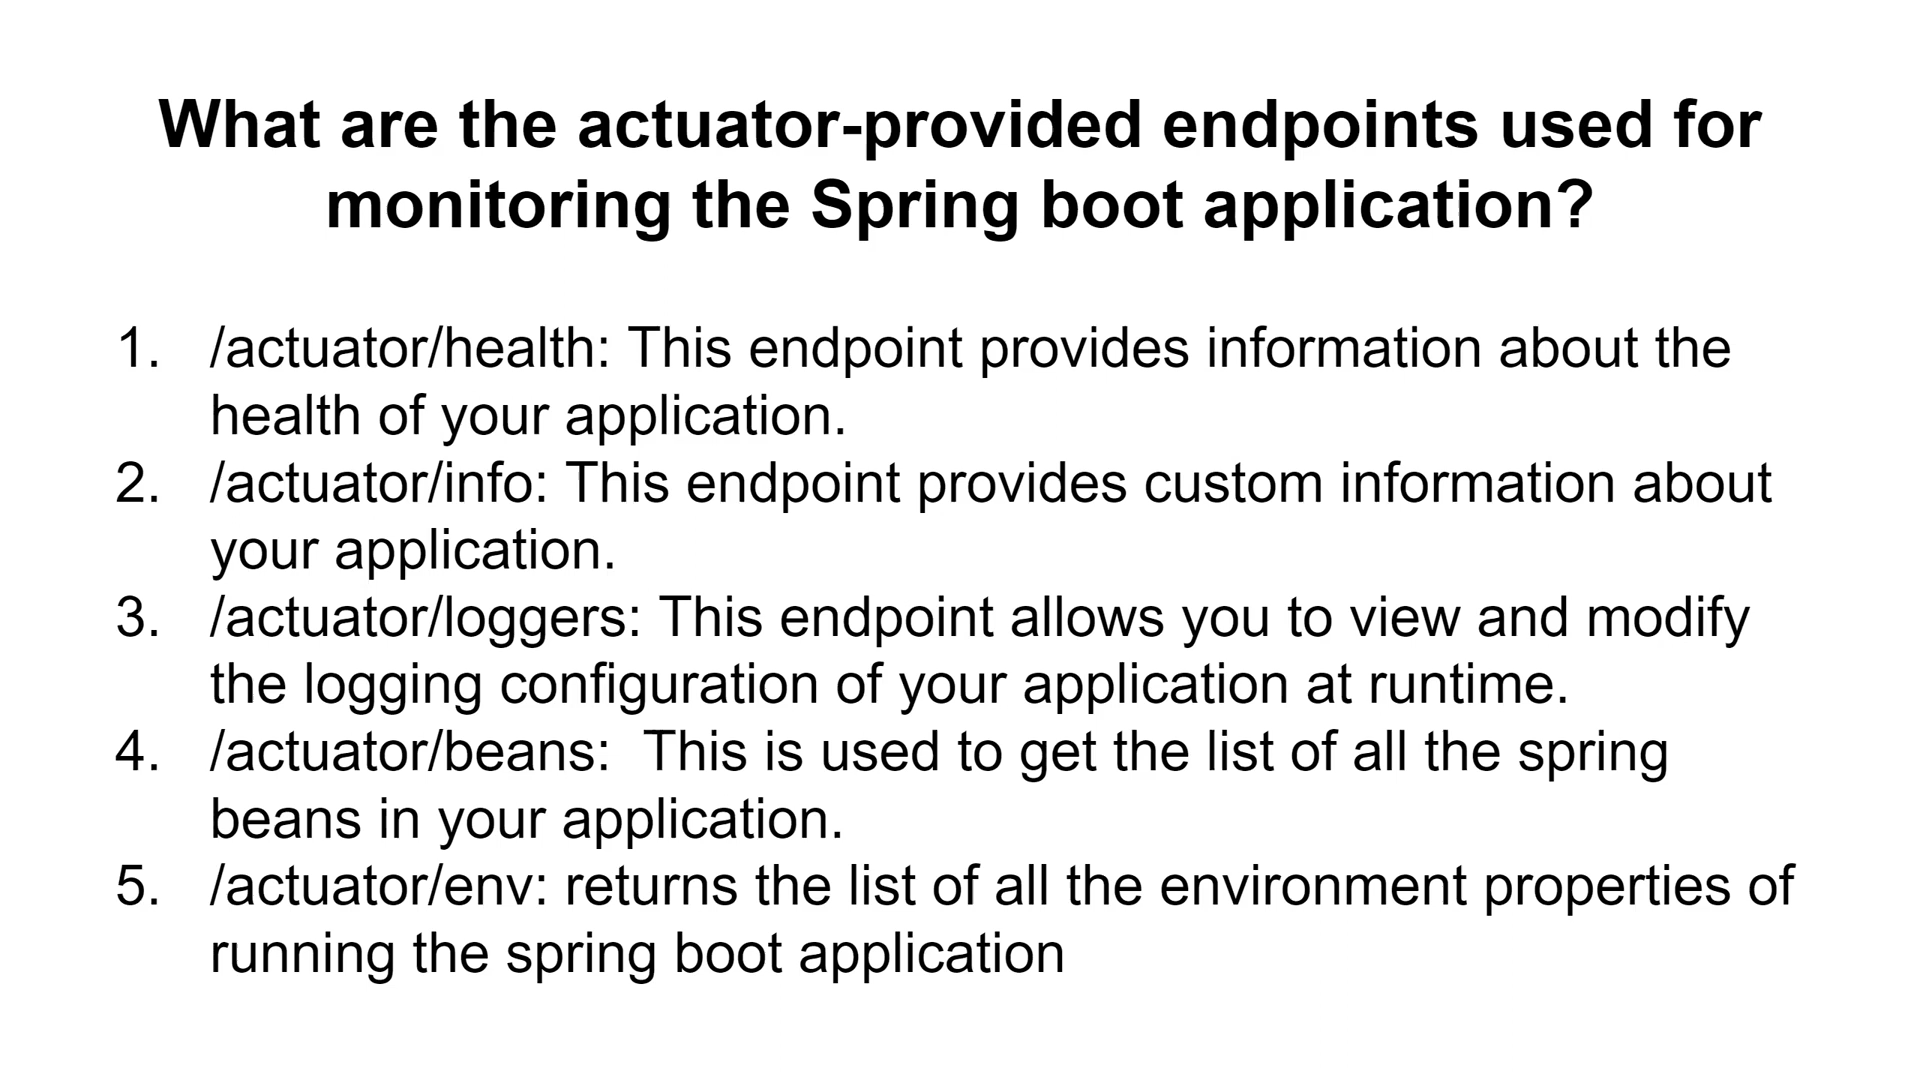 What are the actuator-provided endpoints used for
monitoring the Spring boot application?
1. /actuator/health: This endpoint provides information about the
health of your application.
2. /actuator/info: This endpoint provides custom information about
your application.
3. /actuator/loggers: This endpoint allows you to view and modify
the logging configuration of your application at runtime.
4. /actuator/beans:  This is used to get the list of all the spring
beans in your application.
5. /actuator/env: returns the list of all the environment properties of
running the spring boot application